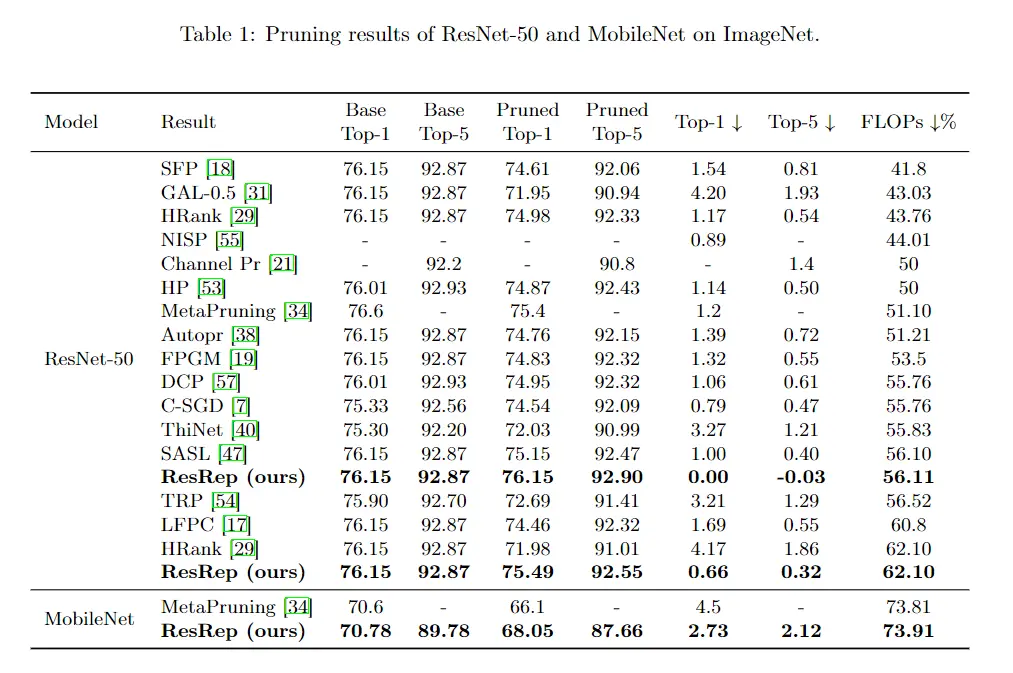 Table 1: Pruning results of ResNet-50 and MobileNet on ImageNet.
Model Result Base Top-1 Base Top-5 Pruned Top-1 Pruned Top-5 Top-1 ↓ Top-5 ↓ FLOPs ↓%
SFP [18] 76.15 92.87 74.61 92.06 1.54 0.81 41.8
GAL-0.5 [31] 76.15 92.87 71.95 90.94 4.20 1.93 43.03
HRank [29] 76.15 92.87 74.98 92.33 1.17 0.54 43.76
NISP [55] - - - - 0.89 - 44.01
Channel Pr [21] - 92.2 - 90.8 - 1.4 50
HP [53] 76.01 92.93 74.87 92.43 1.14 0.50 50
MetaPruning [34] 76.6 - 75.4 - 1.2 - 51.10
Autopr [38] 76.15 92.87 74.76 92.15 1.39 0.72 51.21
ResNet-50 FPGM [19] 76.15 92.87 74.83 92.32 1.32 0.55 53.5
DCP [57] 76.01 92.93 74.95 92.32 1.06 0.61 55.76
C-SGD [7] 75.33 92.56 74.54 92.09 0.79 0.47 55.76
ThiNet [40] 75.30 92.20 72.03 90.99 3.27 1.21 55.83
SASL [47] 76.15 92.87 75.15 92.47 1.00 0.40 56.10
ResRep (ours) 76.15 92.87 76.15 92.90 0.00 -0.03 56.11
TRP [54] 75.90 92.70 72.69 91.41 3.21 1.29 56.52
LFPC [17] 76.15 92.87 74.46 92.32 1.69 0.55 60.8
HRank [29] 76.15 92.87 71.98 91.01 4.17 1.86 62.10
ResRep (ours) 76.15 92.87 75.49 92.55 0.66 0.32 62.10
MobileNet MetaPruning [34] 70.6 - 66.1 - 4.5 - 73.81
ResRep (ours) 70.78 89.78 68.05 87.66 2.73 2.12 73.91